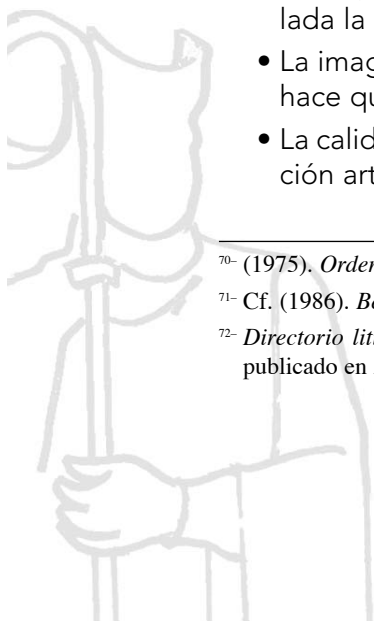 lada la
• La imag
hace qu
• La calid
ción art
70– (1975). Orden
71– Cf. (1986). Be
72– Directorio lit
publicado en